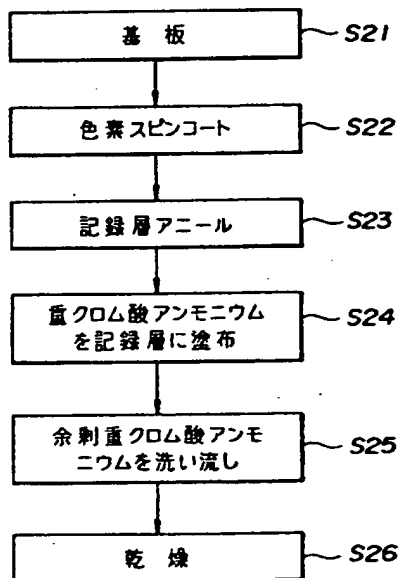 基板 S21
色素スピンコート S22
記録層アニール S23
重クロム酸アンモニウム
を記録層に塗布 S24
余剰重クロム酸アンモ
ニウムを洗い流し S25
乾燥 S26